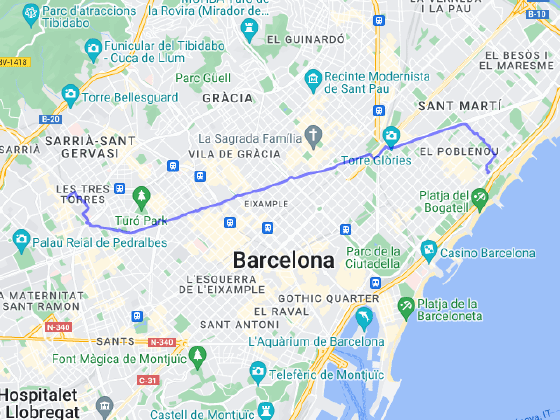 Parc d'atraccions
Tibidabo
Parc de
la Rovira (Mirador de...
LA VERNEDA
I LA PAU
B-10
EL GUINARDÓ
EL BESÒS I
EL MARESME
BV-1418
Funicular del Tibidabo
- Cuca de Llum
Parc Güell
Recinte Modernista
de Sant Pau
Torre Bellesguard
GRÀCIA
SANT MARTÍ
B-20
La Sagrada Família
SARRIÀ-SANT
GERVASI
VILA DE GRÀCIA
EL POBLENOU
SARRIÀ
Torre Glòries
LES TRES
TORRES
Turó Park
EIXAMPLE
Platja del
Bogatell
Palau Reial de Pedralbes
Parc de la
Ciutadella
Casino Barcelona
Barcelona
L'ESQUERRA
DE L'EIXAMPLE
LA MATERNITAT
I SANT RAMON
GOTHIC QUARTER
EL RAVAL
Platja de la
Barceloneta
N-340
SANT ANTONI
SANTS
N-340
L'Aquàrium de Barcelona
Font Màgica de Montjuïc
C-31
Telefèric de Montjuïc
Hospitalet
Llobregat
Castell de Montjuïc